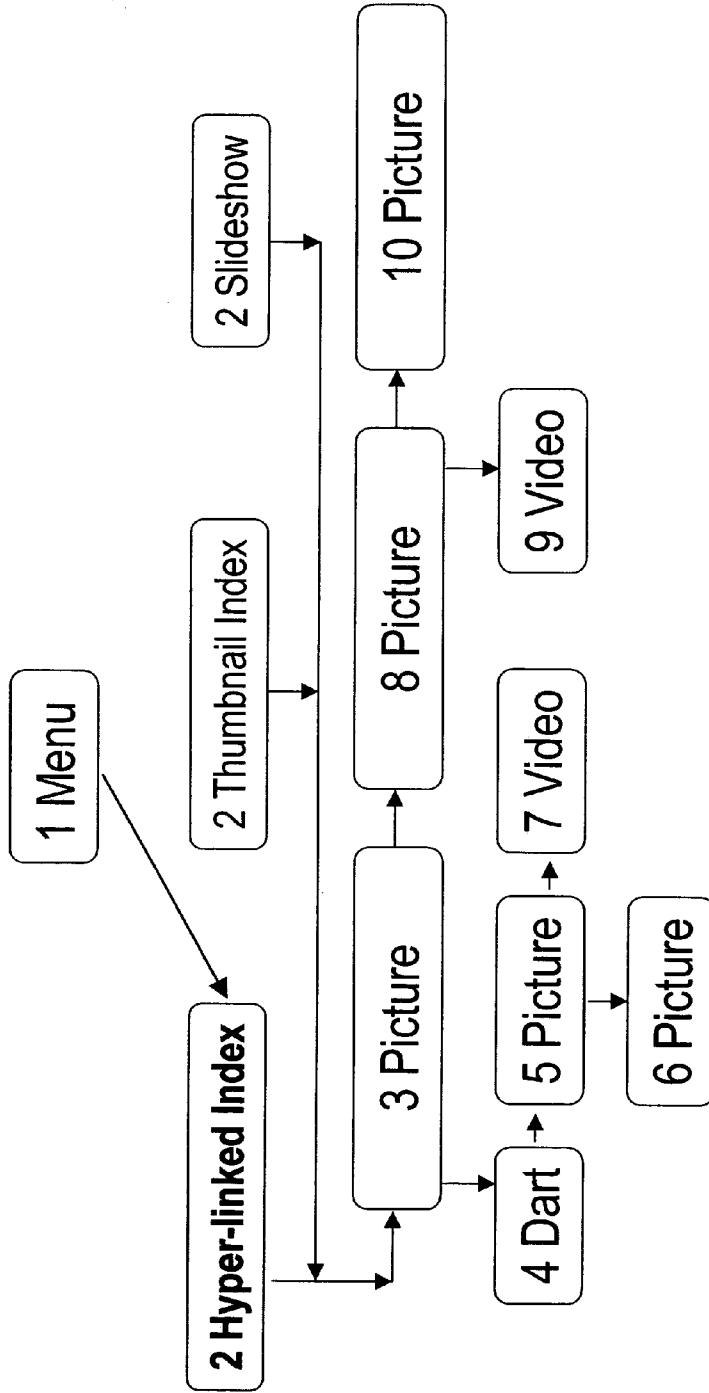 1 Menu
2 Hyper-linked Index
2 Thumbnail Index
2 Slideshow
3 Picture
8 Picture
10 Picture
4 Dart
5 Picture
7 Video
9 Video
6 Picture